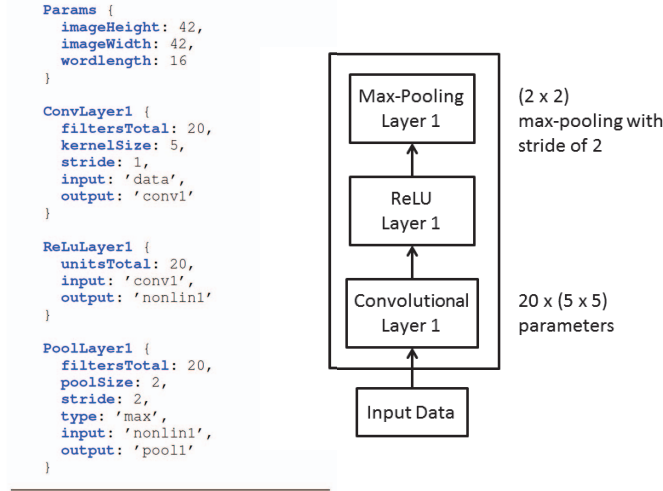 Params {
imageHeight: 42,
imageWidth: 42,
wordlength: 16
}
ConvLayer1 {
filtersTotal: 20,
kernelSize: 5,
stride: 1,
input: 'data',
output: 'conv1'
}
ReLuLayer1 {
unitsTotal: 20,
input: 'conv1',
output: 'nonlin1'
}
PoolLayer1 {
filtersTotal: 20,
poolSize: 2,
stride: 2,
type: 'max',
input: 'nonlin1',
output: 'pool1'
}
Max-Pooling
Layer 1
(2 x 2)
max-pooling with
stride of 2
ReLU
Layer 1
Convolutional
Layer 1
20 x (5 x 5)
parameters
Input Data